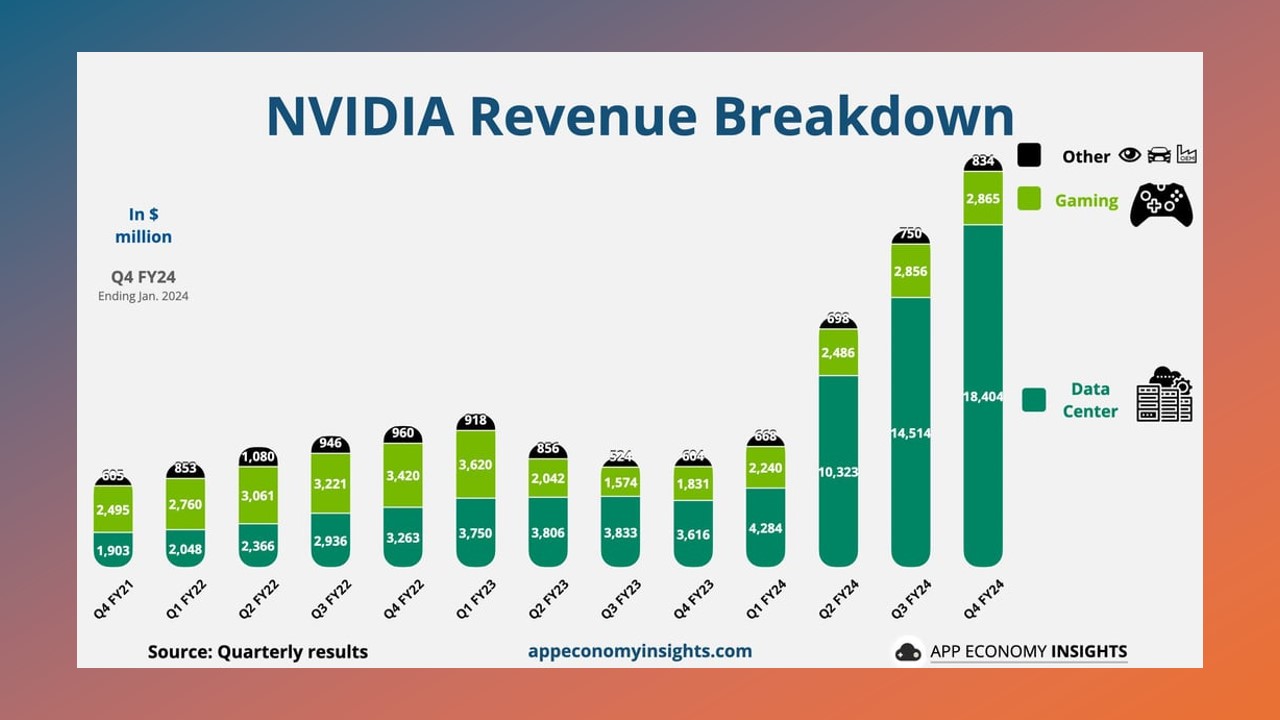 NVIDIA Revenue Breakdown
In $
million
Q4 FY24
Ending Jan. 2024
Other
OEM
Gaming
Data
Center
605 853 1,080 946 960 918 856 524 604 668 698 750 834
2,495 2,760 3,061 3,221 3,420 3,620 2,042 1,574 1,831 2,240 2,486 2,856 2,865
1,903 2,048 2,366 2,936 3,263 3,750 3,806 3,833 3,616 4,284 10,323 14,514 18,404
Q4 FY21 Q1 FY22 Q2 FY22 Q3 FY22 Q4 FY22 Q1 FY23 Q2 FY23 Q3 FY23 Q4 FY23 Q1 FY24 Q2 FY24 Q3 FY24 Q4 FY24
Source: Quarterly results
appeconomyinsights.com
APP ECONOMY INSIGHTS